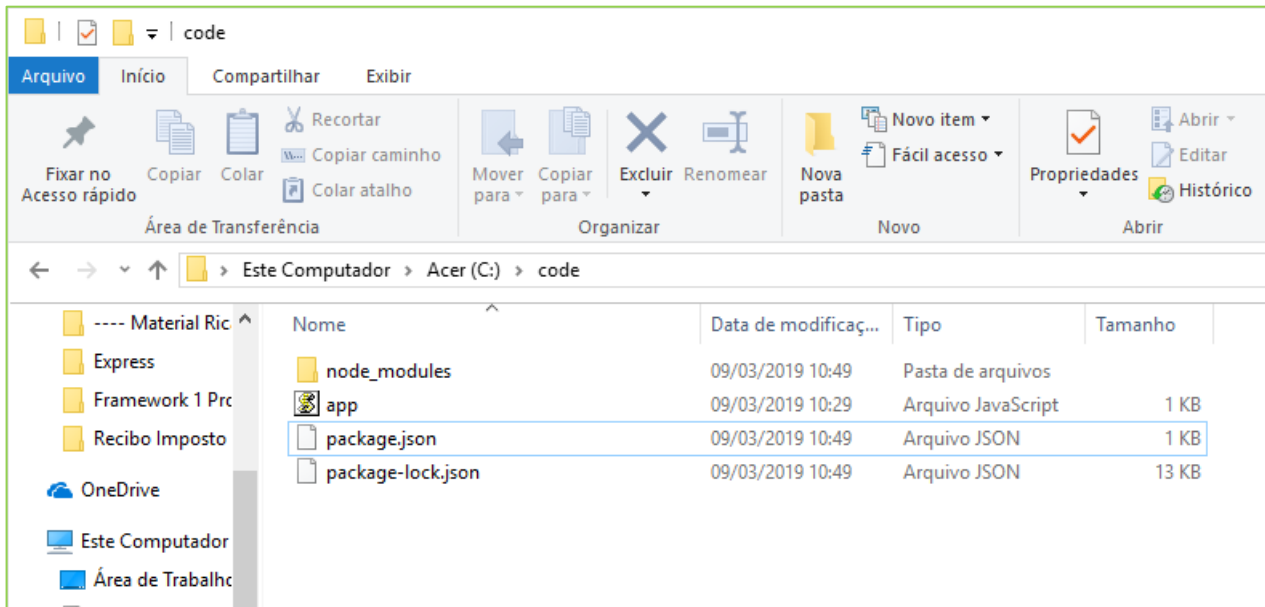 code
Arquivo Início Compartilhar Exibir
Fixar no Acesso rápido
Copiar
Colar
Recortar
Copiar caminho
Colar atalho
Área de Transferência
Mover para
Copiar para
Excluir
Renomear
Organizar
Nova pasta
Novo item
Fácil acesso
Novo
Propriedades
Abrir
Editar
Histórico
Abrir
Este Computador > Acer (C:) > code
---- Material Ric
Express
Framework 1 Pro
Recibo Imposto
OneDrive
Este Computador
Área de Trabalho
Nome Data de modificaç... Tipo Tamanho
node_modules 09/03/2019 10:49 Pasta de arquivos
app 09/03/2019 10:29 Arquivo JavaScript 1 KB
package.json 09/03/2019 10:49 Arquivo JSON 1 KB
package-lock.json 09/03/2019 10:49 Arquivo JSON 13 KB